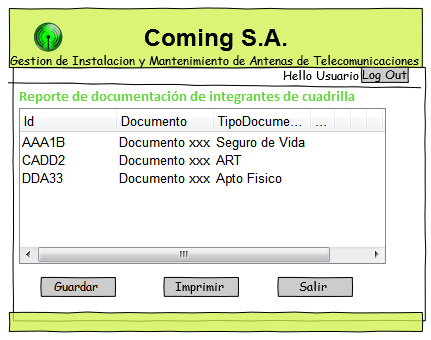 Coming S.A.
Gestion de Instalacion y Mantenimiento de Antenas de Telecomunicaciones
Hello Usuario Log Out
Reporte de documentación de integrantes de cuadrilla
Id Documento TipoDocume... ...
AAA1B Documento xxx Seguro de Vida
CADD2 Documento xxx ART
DDA33 Documento xxx Apto Fisico
Guardar Imprimir Salir